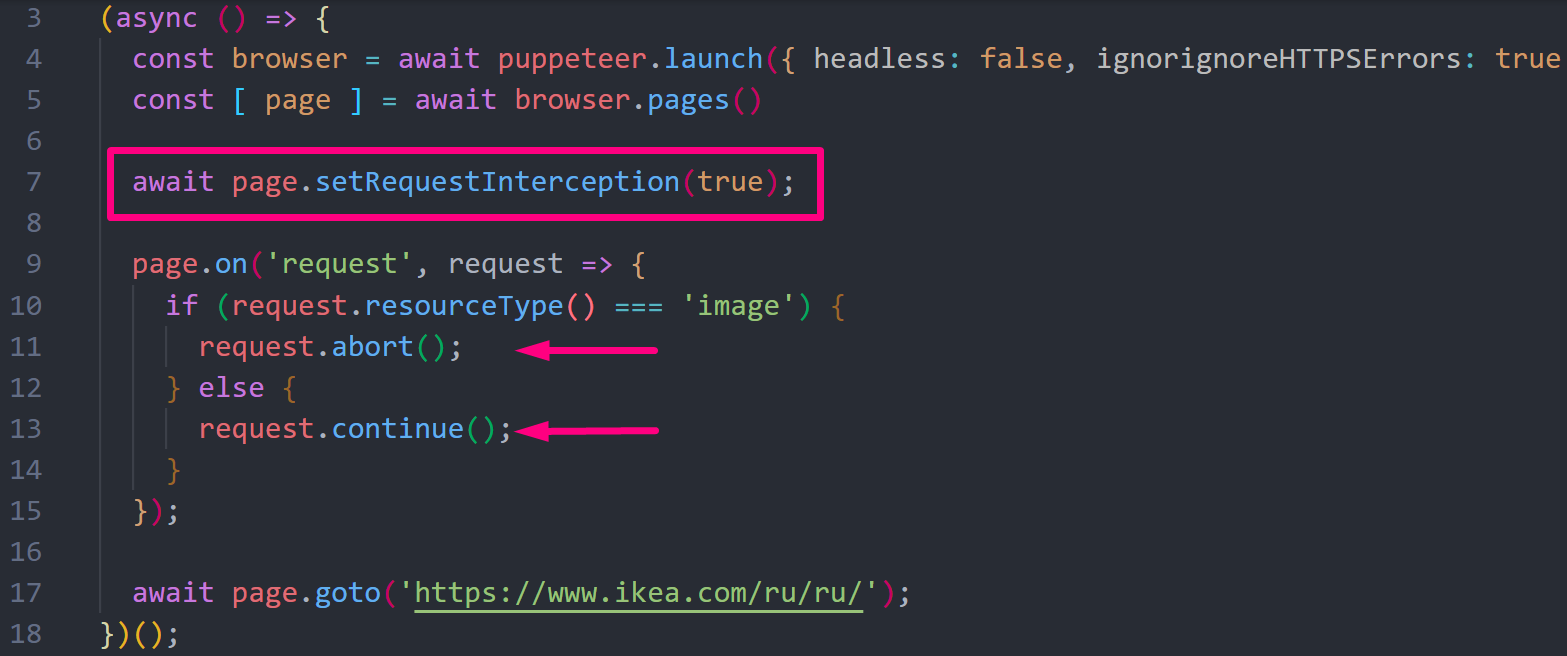 3 (async () => {
4 const browser = await puppeteer.launch({ headless: false, ignorignoreHTTPSErrors: true
5 const [ page ] = await browser.pages()
6
7 await page.setRequestInterception(true);
8
9 page.on('request', request => {
10 if (request.resourceType() === 'image') {
11 request.abort();
12 } else {
13 request.continue();
14 }
15 });
16
17 await page.goto('https://www.ikea.com/ru/ru/');
18 })();